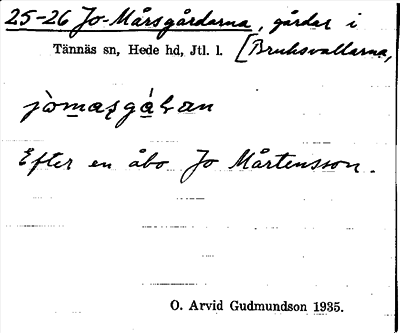 25-26 Jo-Mårsgårdarna, gårdar i
Tännäs sn, Hede hd, Jtl. l. [Bruksvallarna,
Efter en åbo Jo Mårtensson.
O. Arvid Gudmundson 1935.